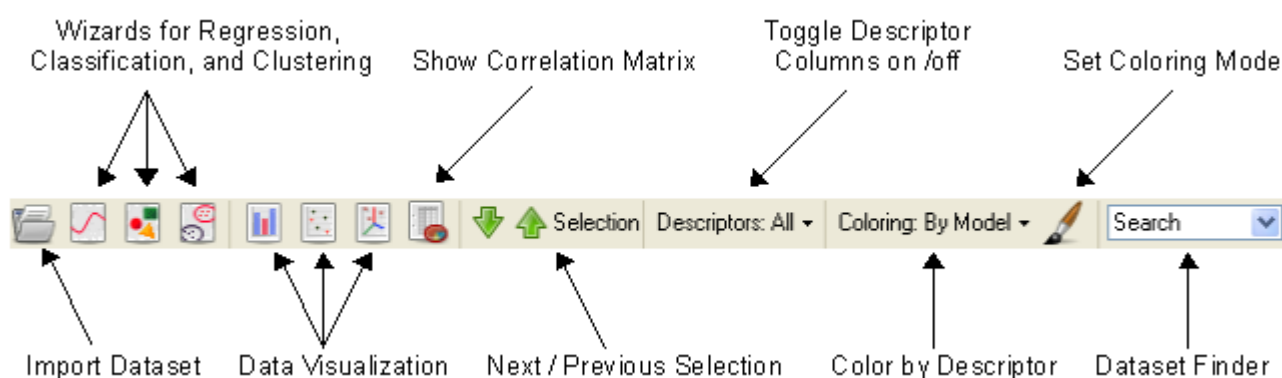 Wizards for Regression,
Classification, and Clustering
Show Correlation Matrix
Toggle Descriptor
Columns on /off
Set Coloring Mode
Selection
Descriptors: All
Coloring: By Model
Search
Import Dataset
Data Visualization
Next / Previous Selection
Color by Descriptor
Dataset Finder